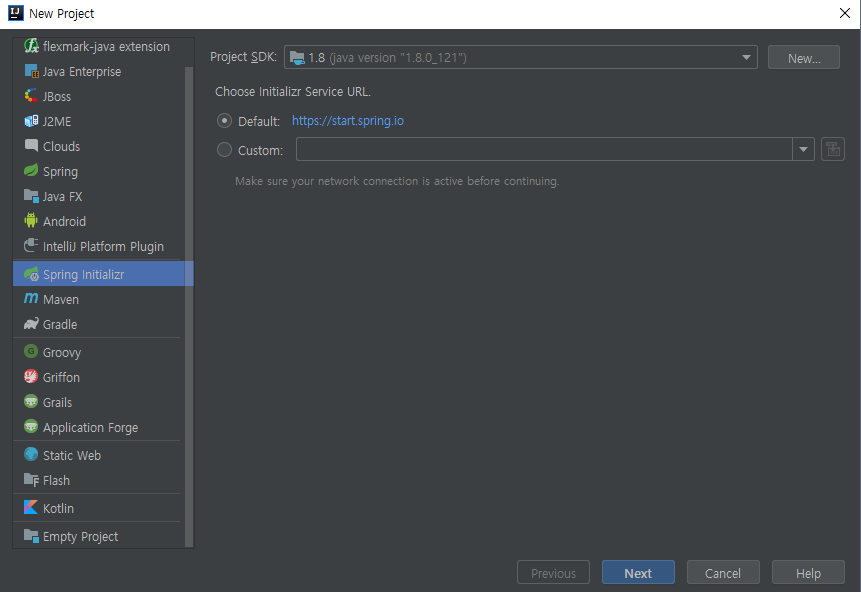 New Project
flexmark-java extension
Java Enterprise
JBoss
J2ME
Clouds
Spring
Java FX
Android
IntelliJ Platform Plugin
Spring Initializr
Maven
Gradle
Groovy
Griffon
Grails
Application Forge
Static Web
Flash
Kotlin
Empty Project
Project SDK: 1.8 (java version "1.8.0_121") New...
Choose Initializr Service URL.
Default: https://start.spring.io
Custom:
Make sure your network connection is active before continuing.
Previous Next Cancel Help